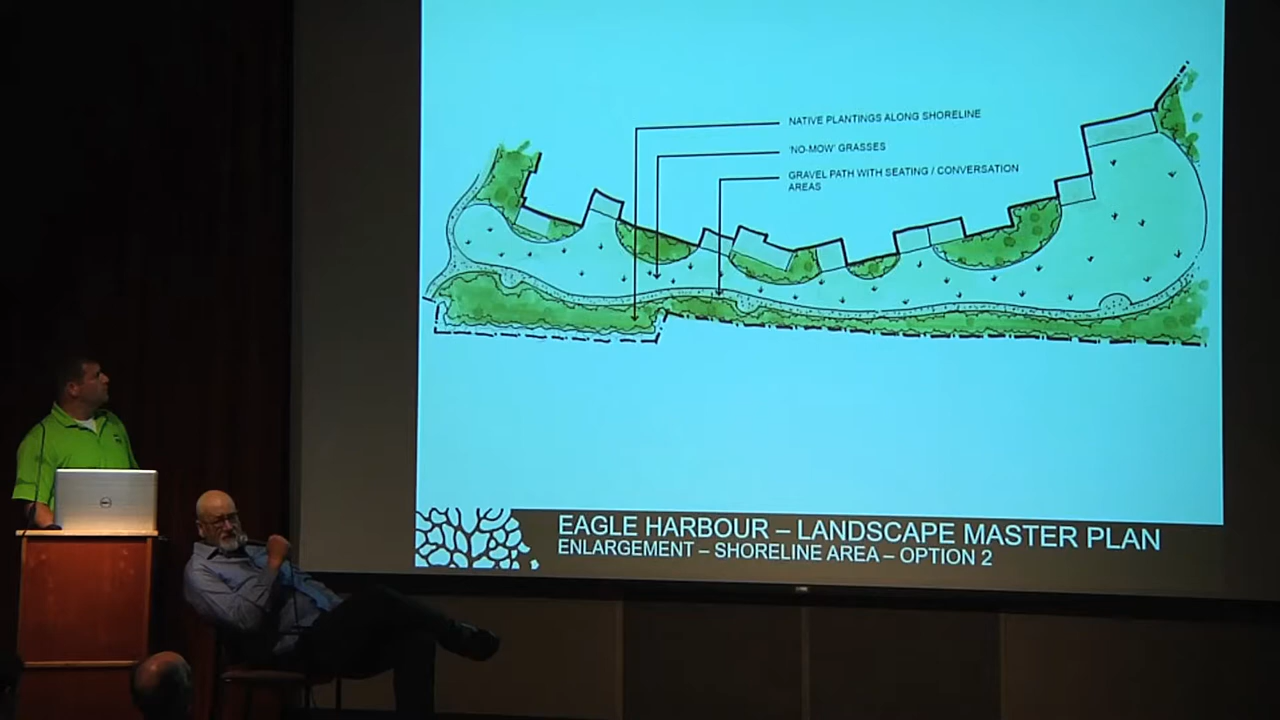 NATIVE PLANTINGS ALONG SHORELINE
'NO-MOW' GRASSES
GRAVEL PATH WITH SEATING / CONVERSATION
AREAS
EAGLE HARBOUR – LANDSCAPE MASTER PLAN
ENLARGEMENT – SHORELINE AREA – OPTION 2